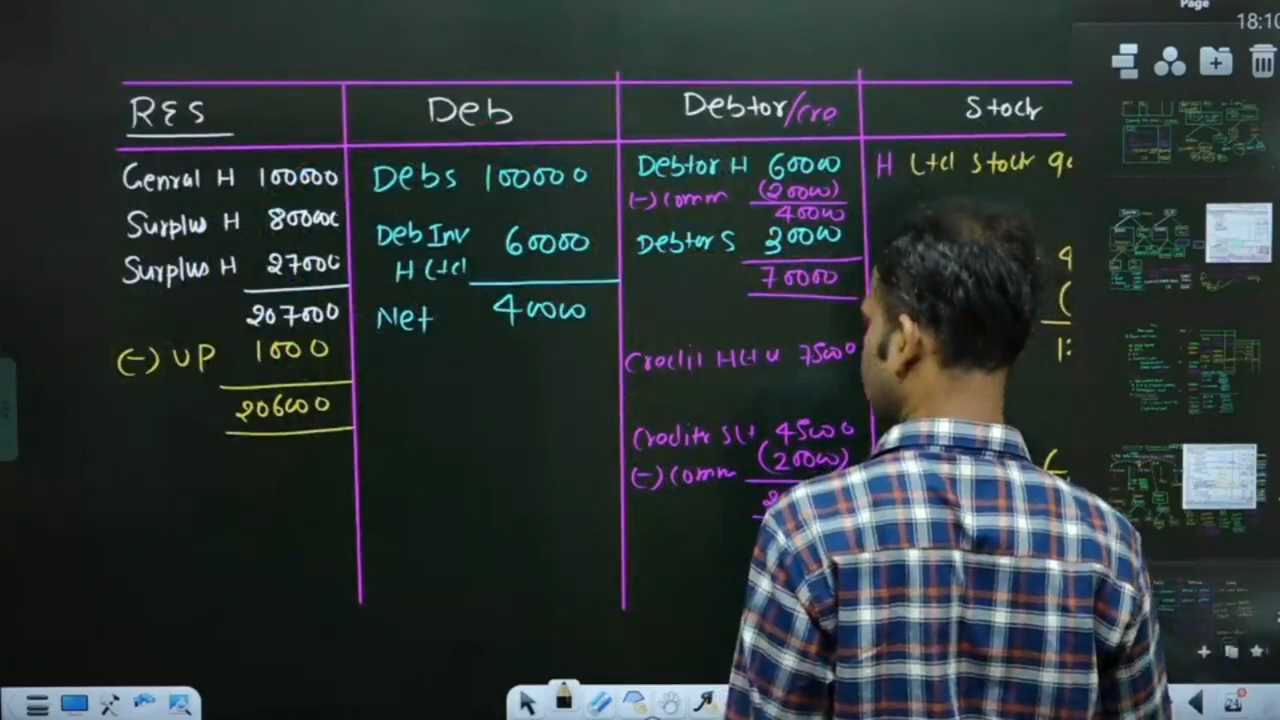 Page
18:10
R&S
Genral H 100000
Surplus H 80000
Surplus H 27000
207000
(-) UP 1000
206000
Deb
Debs 100000
Deb Inv 60000
H Ltd
Net 40000
Debtor/cre
Debtor H 60000
(-) Comm (20000)
40000
Debtor S 30000
70000
Credit H Ltd 75000
Creditr S Lt 45000
(-) Comm (20000)
Stock
H Ltd Stock